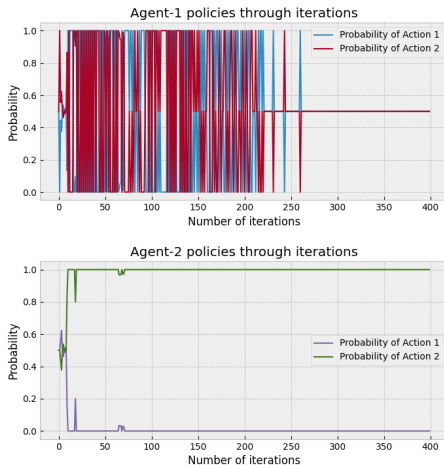 Agent-1 policies through iterations
Probability
1.0
0.8
0.6
0.4
0.2
0.0
Probability of Action 1
Probability of Action 2
0 50 100 150 200 250 300 350 400
Number of iterations
Agent-2 policies through iterations
Probability
1.0
0.8
0.6
0.4
0.2
0.0
Probability of Action 1
Probability of Action 2
0 50 100 150 200 250 300 350 400
Number of iterations